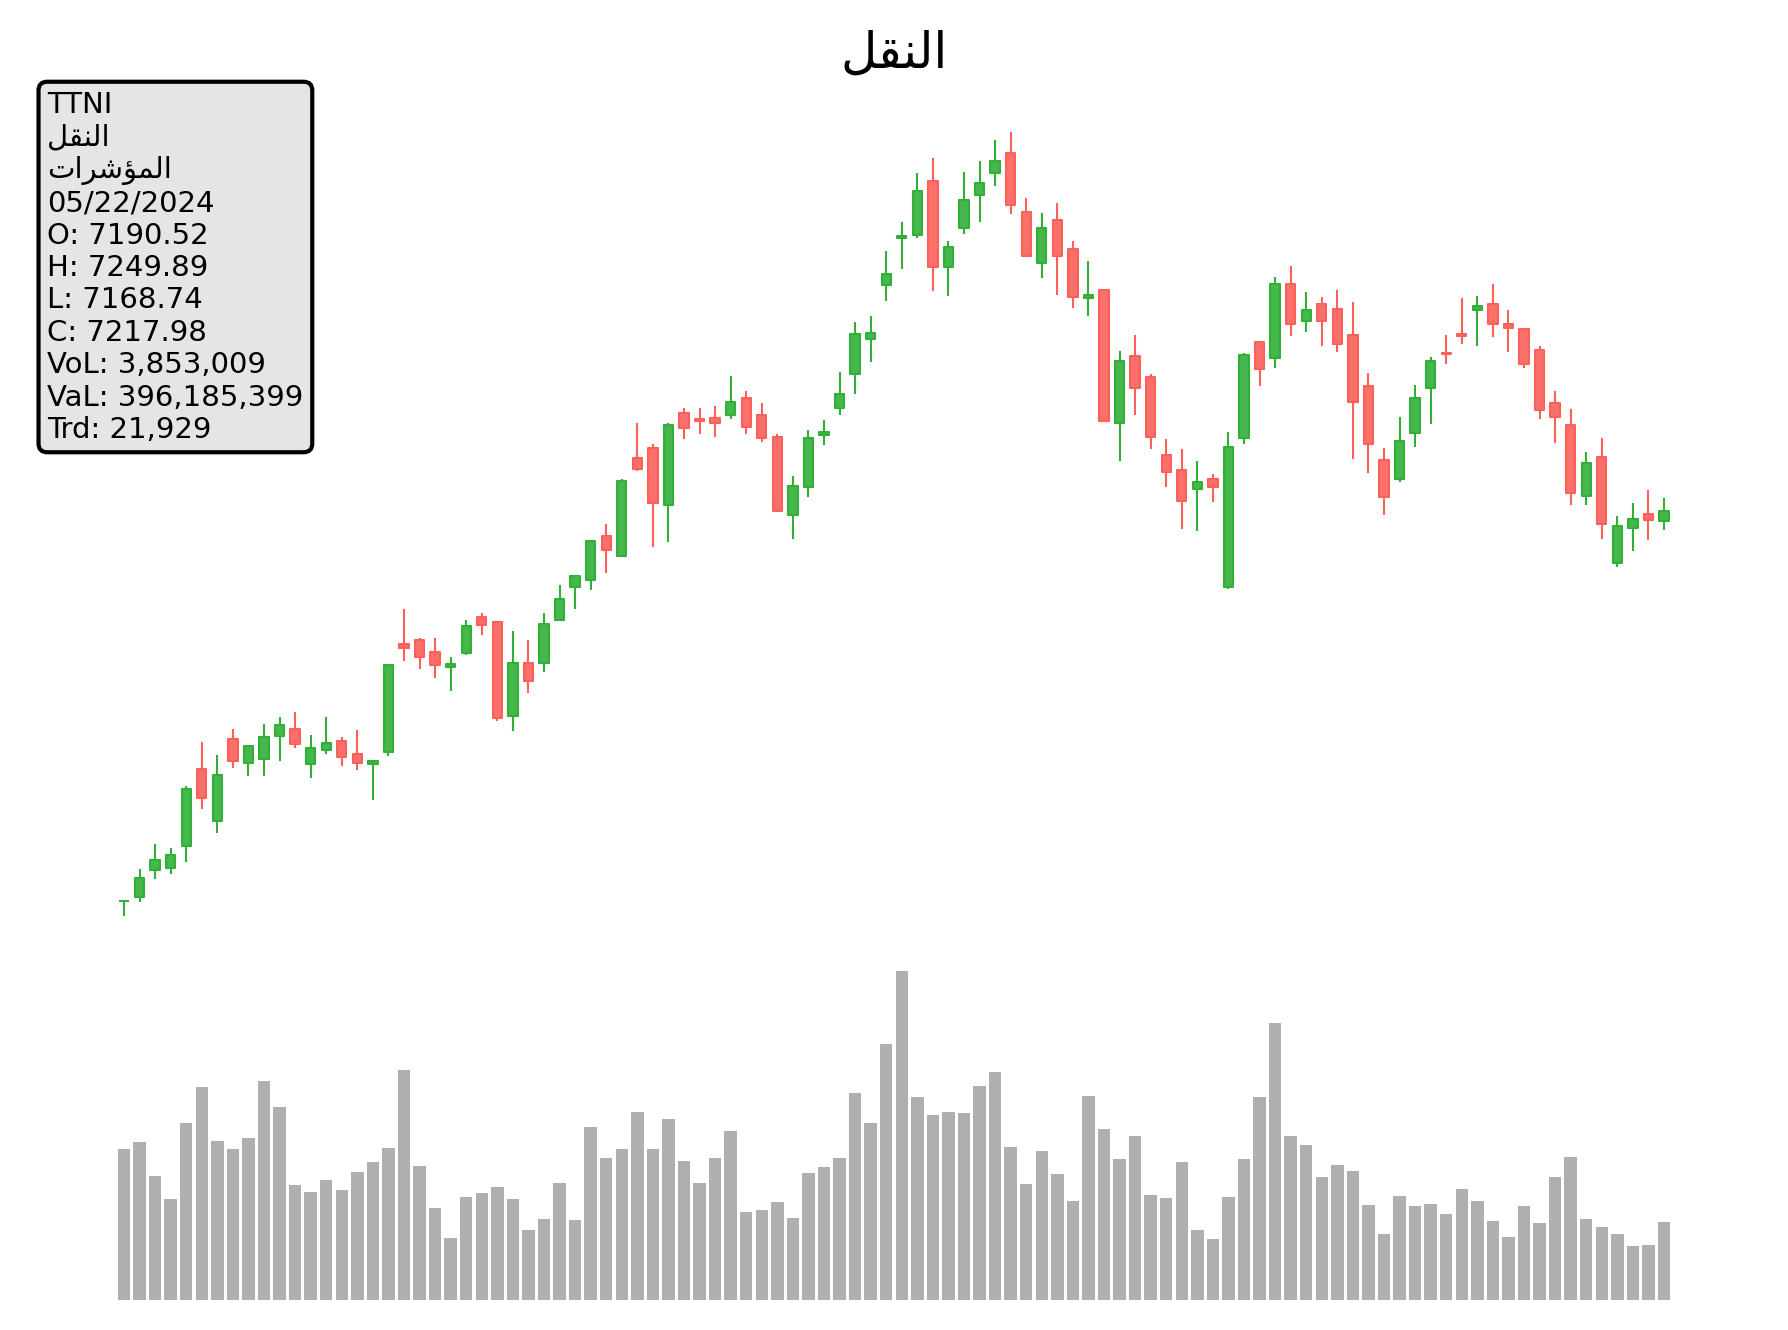 النقل
TTNI
النقل
المؤشرات
05/22/2024
O: 7190.52
H: 7249.89
L: 7168.74
C: 7217.98
VoL: 3,853,009
VaL: 396,185,399
Trd: 21,929